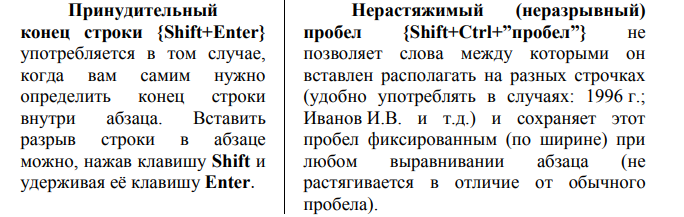 Принудительный
конец строки {Shift+Enter}
употребляется в том случае,
когда вам самим нужно
определить конец строки
внутри абзаца. Вставить
разрыв строки в абзаце
можно, нажав клавишу Shift и
удерживая её клавишу Enter.
Нерастяжимый (неразрывный)
пробел {Shift+Ctrl+”пробел”} не
позволяет слова между которыми он
вставлен располагать на разных строчках
(удобно употреблять в случаях: 1996 г.;
Иванов И.В. и т.д.) и сохраняет этот
пробел фиксированным (по ширине) при
любом выравнивании абзаца (не
растягивается в отличие от обычного
пробела).